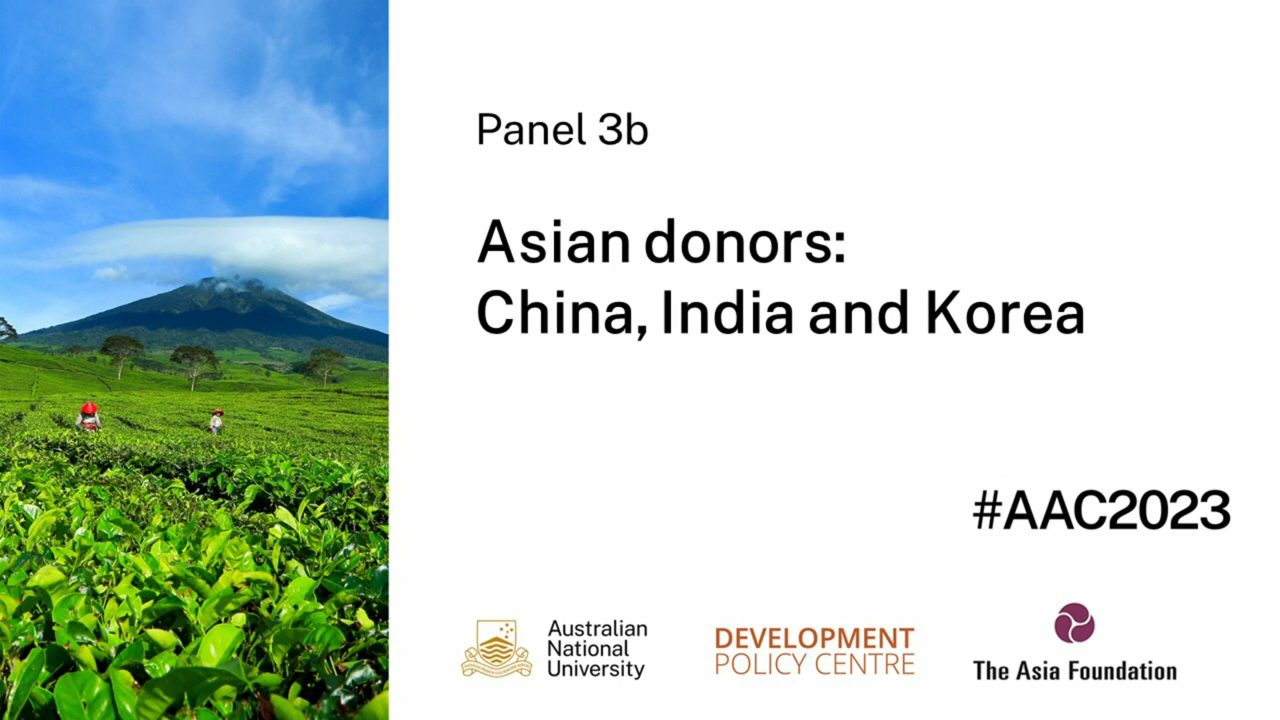 Panel 3b
Asian donors:
China, India and Korea
#AAC2023
Australian
National
University
DEVELOPMENT
POLICY CENTRE
The Asia Foundation